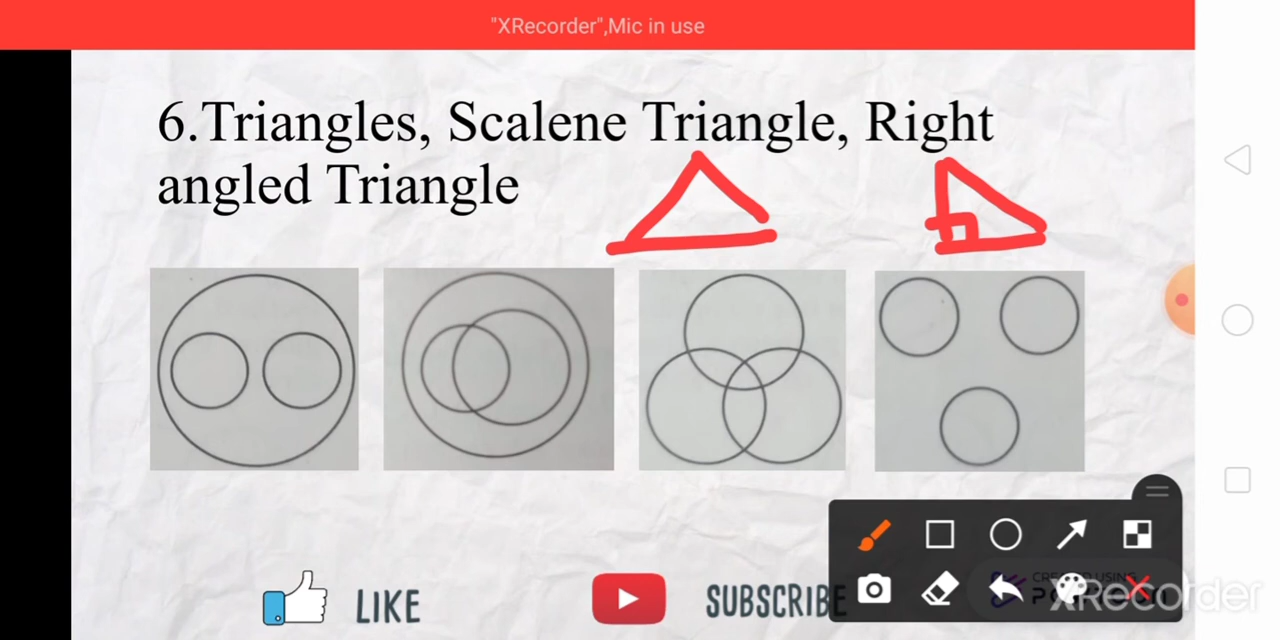 "XRecorder",Mic in use
6.Triangles, Scalene Triangle, Right
angled Triangle
LIKE
SUBSCRIBE
XRecorder